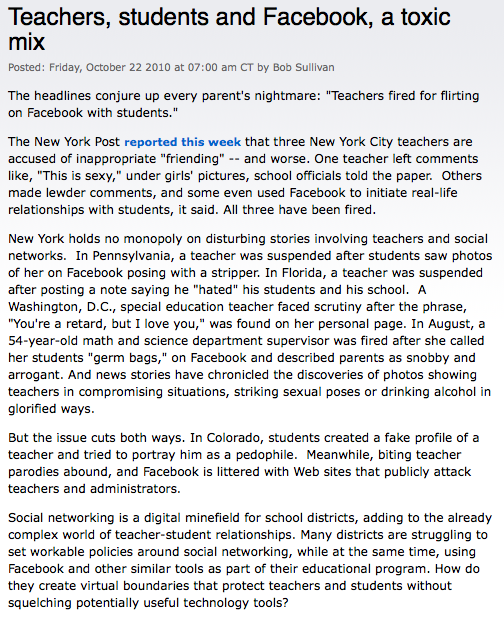 Teachers, students and Facebook, a toxic
mix
Posted: Friday, October 22 2010 at 07:00 am CT by Bob Sullivan
The headlines conjure up every parent's nightmare: "Teachers fired for flirting
on Facebook with students."
The New York Post reported this week that three New York City teachers are
accused of inappropriate "friending" -- and worse. One teacher left comments
like, "This is sexy," under girls' pictures, school officials told the paper.  Others
made lewder comments, and some even used Facebook to initiate real-life
relationships with students, it said. All three have been fired.
New York holds no monopoly on disturbing stories involving teachers and social
networks.  In Pennsylvania, a teacher was suspended after students saw photos
of her on Facebook posing with a stripper. In Florida, a teacher was suspended
after posting a note saying he "hated" his students and his school.  A
Washington, D.C., special education teacher faced scrutiny after the phrase,
"You're a retard, but I love you," was found on her personal page. In August, a
54-year-old math and science department supervisor was fired after she called
her students "germ bags," on Facebook and described parents as snobby and
arrogant. And news stories have chronicled the discoveries of photos showing
teachers in compromising situations, striking sexual poses or drinking alcohol in
glorified ways.
But the issue cuts both ways. In Colorado, students created a fake profile of a
teacher and tried to portray him as a pedophile.  Meanwhile, biting teacher
parodies abound, and Facebook is littered with Web sites that publicly attack
teachers and administrators.
Social networking is a digital minefield for school districts, adding to the already
complex world of teacher-student relationships. Many districts are struggling to
set workable policies around social networking, while at the same time, using
Facebook and other similar tools as part of their educational program. How do
they create virtual boundaries that protect teachers and students without
squelching potentially useful technology tools?